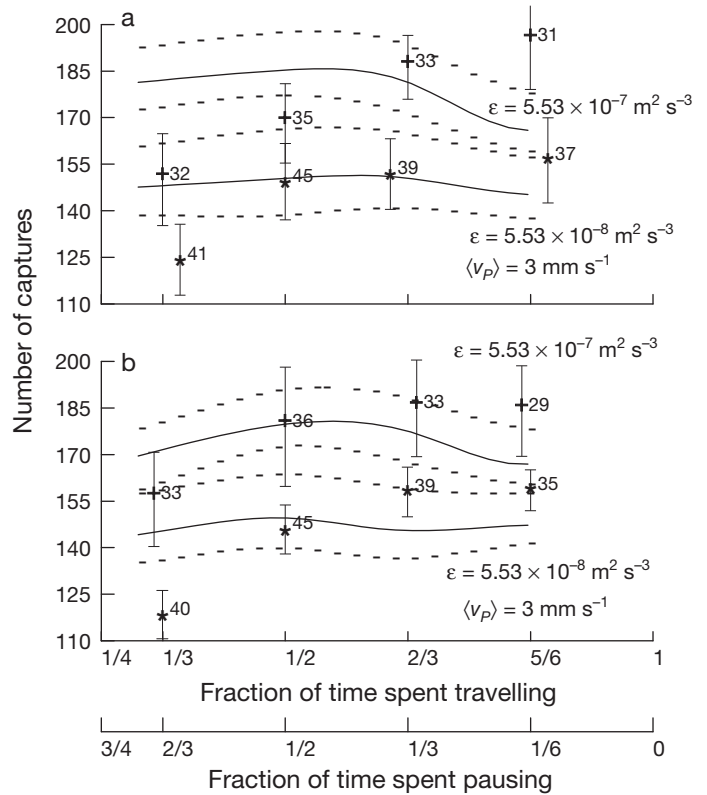 a
200
185
170
155
140
125
110
31
33
35
32
ε = 5.53 × 10⁻⁷ m² s⁻³
37
39
45
41
ε = 5.53 × 10⁻⁸ m² s⁻³
⟨vP⟩ = 3 mm s⁻¹
Number of captures
b
200
185
170
155
140
125
110
ε = 5.53 × 10⁻⁷ m² s⁻³
36
33
29
33
39
35
45
40
ε = 5.53 × 10⁻⁸ m² s⁻³
⟨vP⟩ = 3 mm s⁻¹
1/4 1/3 1/2 2/3 5/6 1
Fraction of time spent travelling
3/4 2/3 1/2 1/3 1/6 0
Fraction of time spent pausing